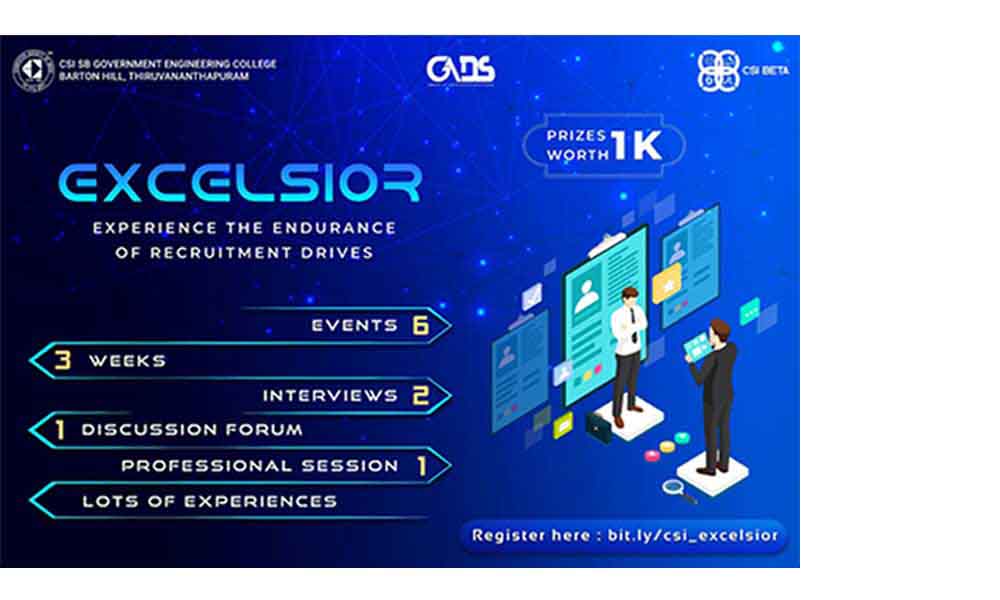 CSI SB GOVERNMENT ENGINEERING COLLEGE
BARTON HILL, THIRUVANANTHAPURAM
CADS
CSI BETA
PRIZES WORTH 1K
EXCELSIOR
EXPERIENCE THE ENDURANCE
OF RECRUITMENT DRIVES
EVENTS 6
3 WEEKS
INTERVIEWS 2
1 DISCUSSION FORUM
PROFESSIONAL SESSION 1
LOTS OF EXPERIENCES
Register here : bit.ly/csi_excelsior